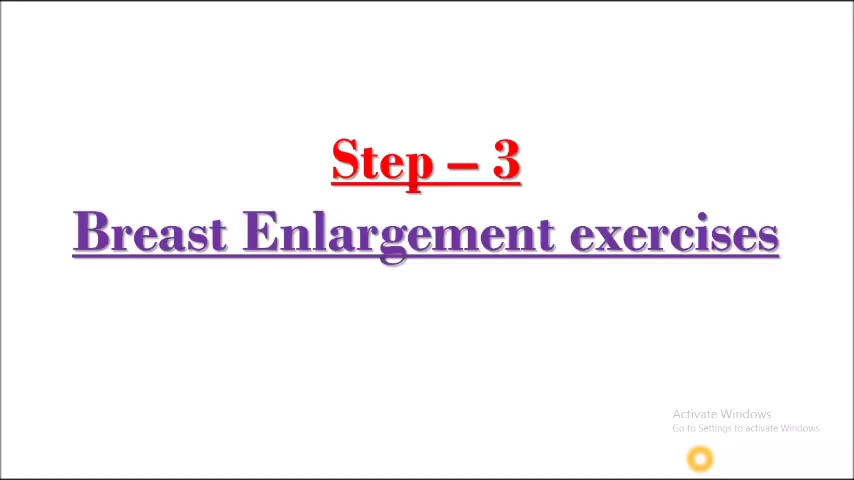 Step – 3
Breast Enlargement exercises
Activate Windows
Go to Settings to activate Windows.